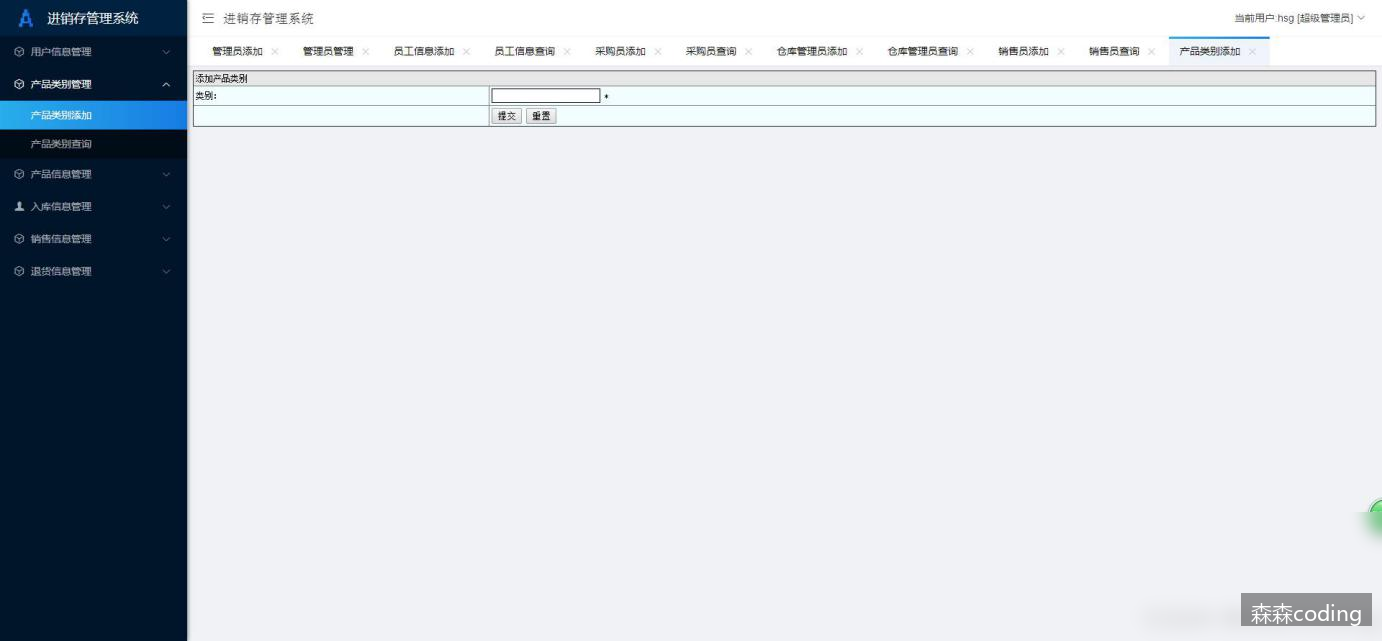 进销存管理系统
进销存管理系统
当前用户:hsg [超级管理员]
用户信息管理
产品类别管理
产品类别添加
产品类别查询
产品信息管理
入库信息管理
销售信息管理
退货信息管理
管理员添加
管理员管理
员工信息添加
员工信息查询
采购员添加
采购员查询
仓库管理员添加
仓库管理员查询
销售员添加
销售员查询
产品类别添加
添加产品类别
类别:
*
提交
重置
森森coding